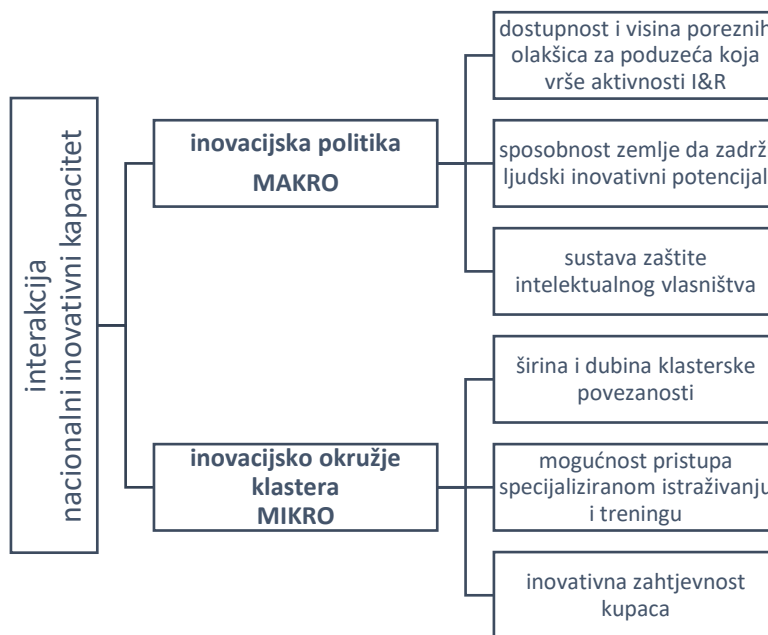 interakcija
nacionalni inovativni kapacitet
inovacijska politika
MAKRO
dostupnost i visina poreznih
olakšica za poduzeća koja
vrše aktivnosti I&R
sposobnost zemlje da zadrži
ljudski inovativni potencijal
sustava zaštite
intelektualnog vlasništva
inovacijsko okružje
klastera
MIKRO
širina i dubina klasterske
povezanosti
mogućnost pristupa
specijaliziranom istraživanju
i treningu
inovativna zahtjevnost
kupaca